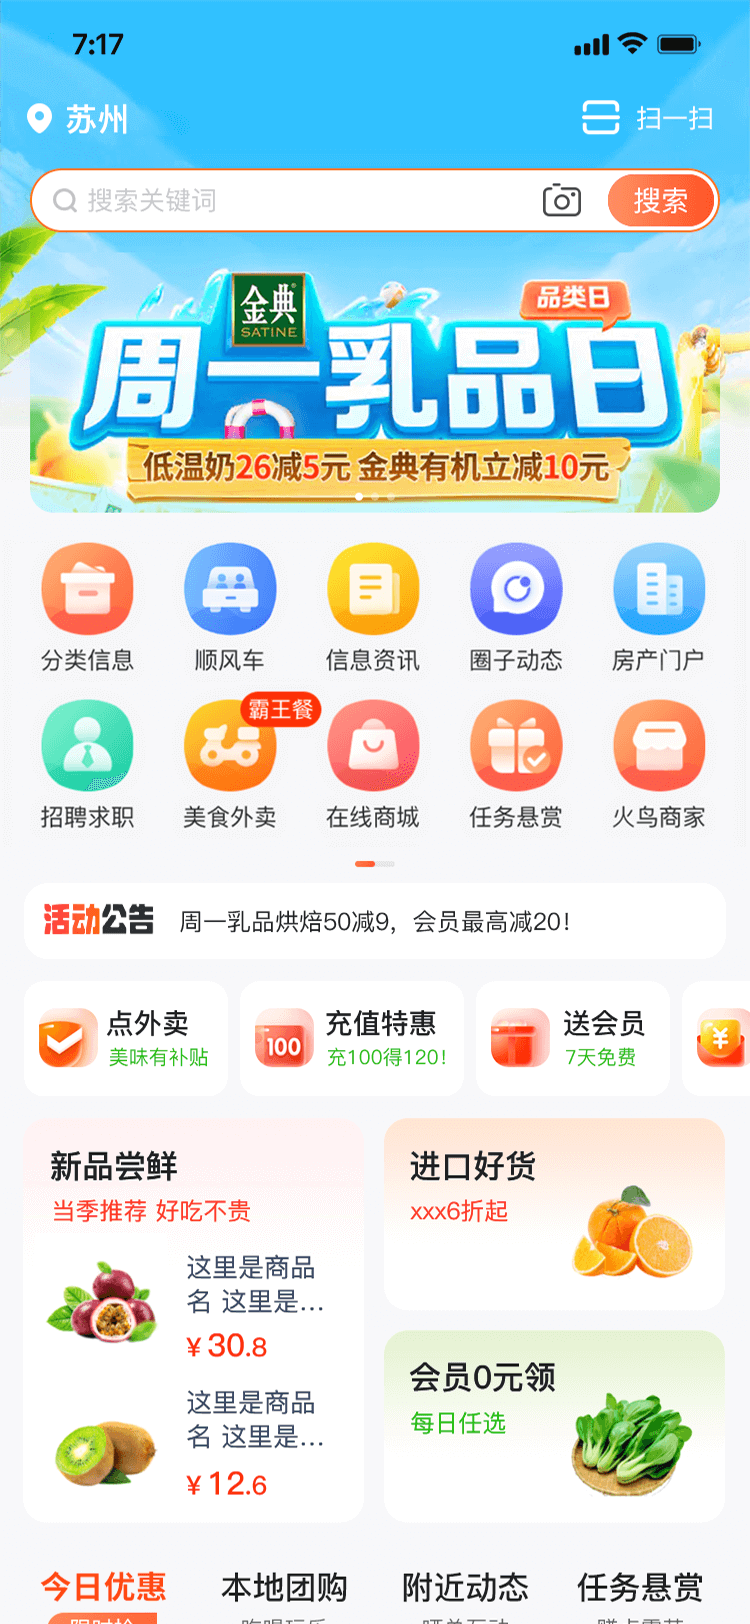 7:17
苏州
扫一扫
搜索关键词
搜索
金典
SATINE
品类日
周一乳品日
低温奶26减5元 金典有机立减10元
分类信息
顺风车
信息资讯
圈子动态
房产门户
霸王餐
招聘求职
美食外卖
在线商城
任务悬赏
火鸟商家
活动公告
周一乳品烘焙50减9，会员最高减20！
点外卖
美味有补贴
100
充值特惠
充100得120！
送会员
7天免费
¥
新品尝鲜
当季推荐 好吃不贵
这里是商品
名 这里是...
¥ 30.8
这里是商品
名 这里是...
¥ 12.6
进口好货
xxx6折起
会员0元领
每日任选
今日优惠
本地团购
附近动态
任务悬赏